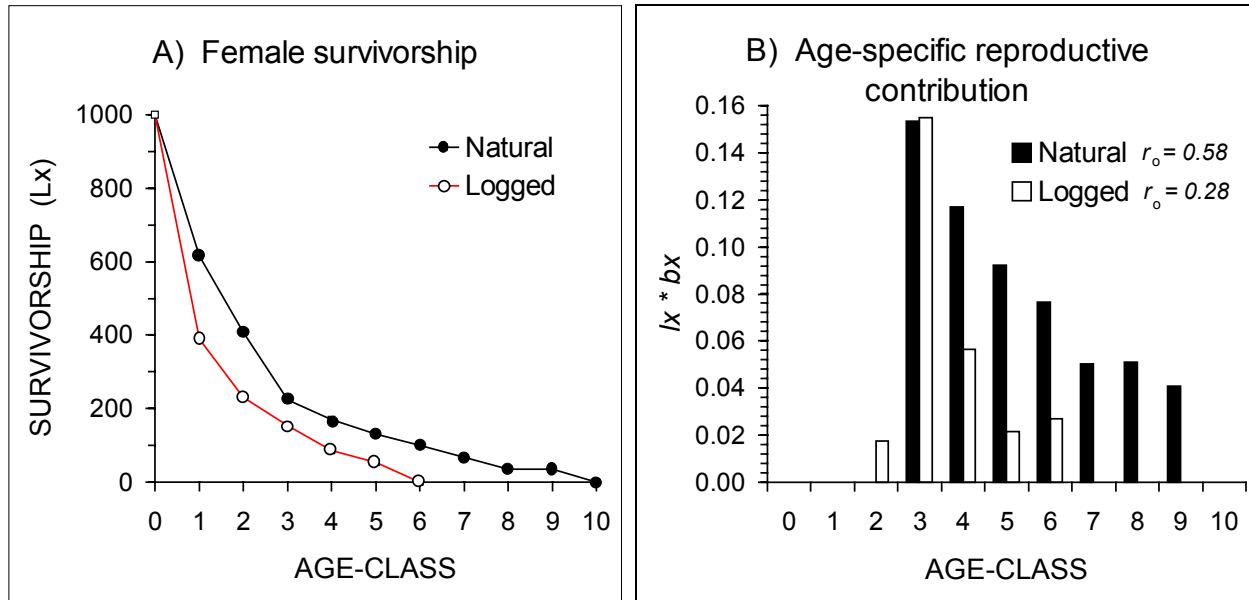 A) Female survivorship
SURVIVORSHIP (Lx)
1000
800
600
400
200
0
Natural
Logged
0 1 2 3 4 5 6 7 8 9 10
AGE-CLASS
B) Age-specific reproductive
contribution
lx * bx
0.16
0.14
0.12
0.10
0.08
0.06
0.04
0.02
0.00
Natural ro = 0.58
Logged ro = 0.28
0 1 2 3 4 5 6 7 8 9 10
AGE-CLASS